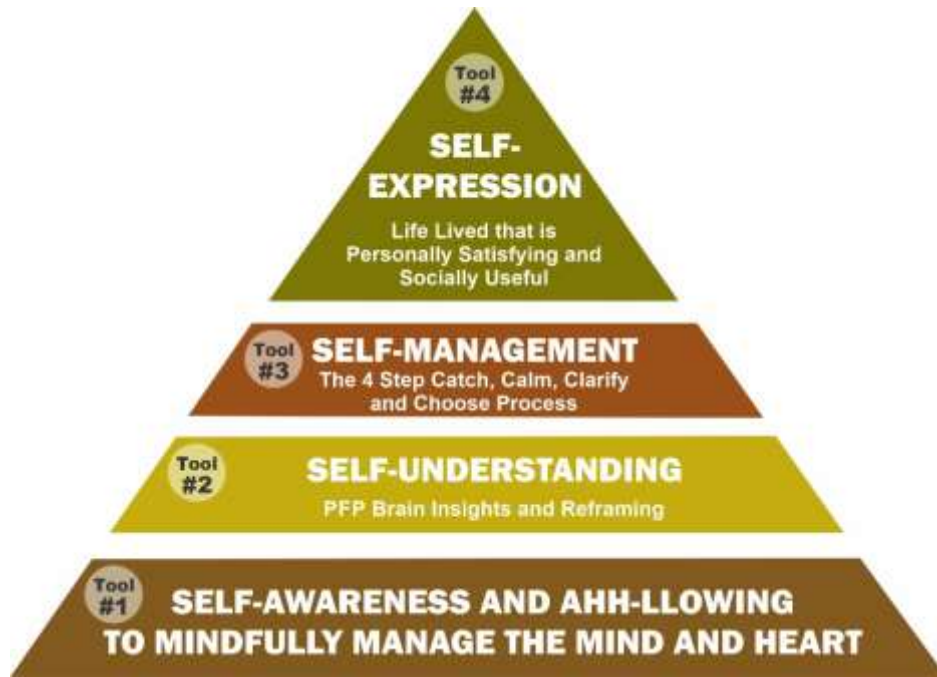 Tool
#4
SELF-
EXPRESSION
Life Lived that is
Personally Satisfying and
Socially Useful
Tool
#3
SELF-MANAGEMENT
The 4 Step Catch, Calm, Clarify
and Choose Process
Tool
#2
SELF-UNDERSTANDING
PFP Brain Insights and Reframing
Tool
#1
SELF-AWARENESS AND AHH-LLOWING
TO MINDFULLY MANAGE THE MIND AND HEART